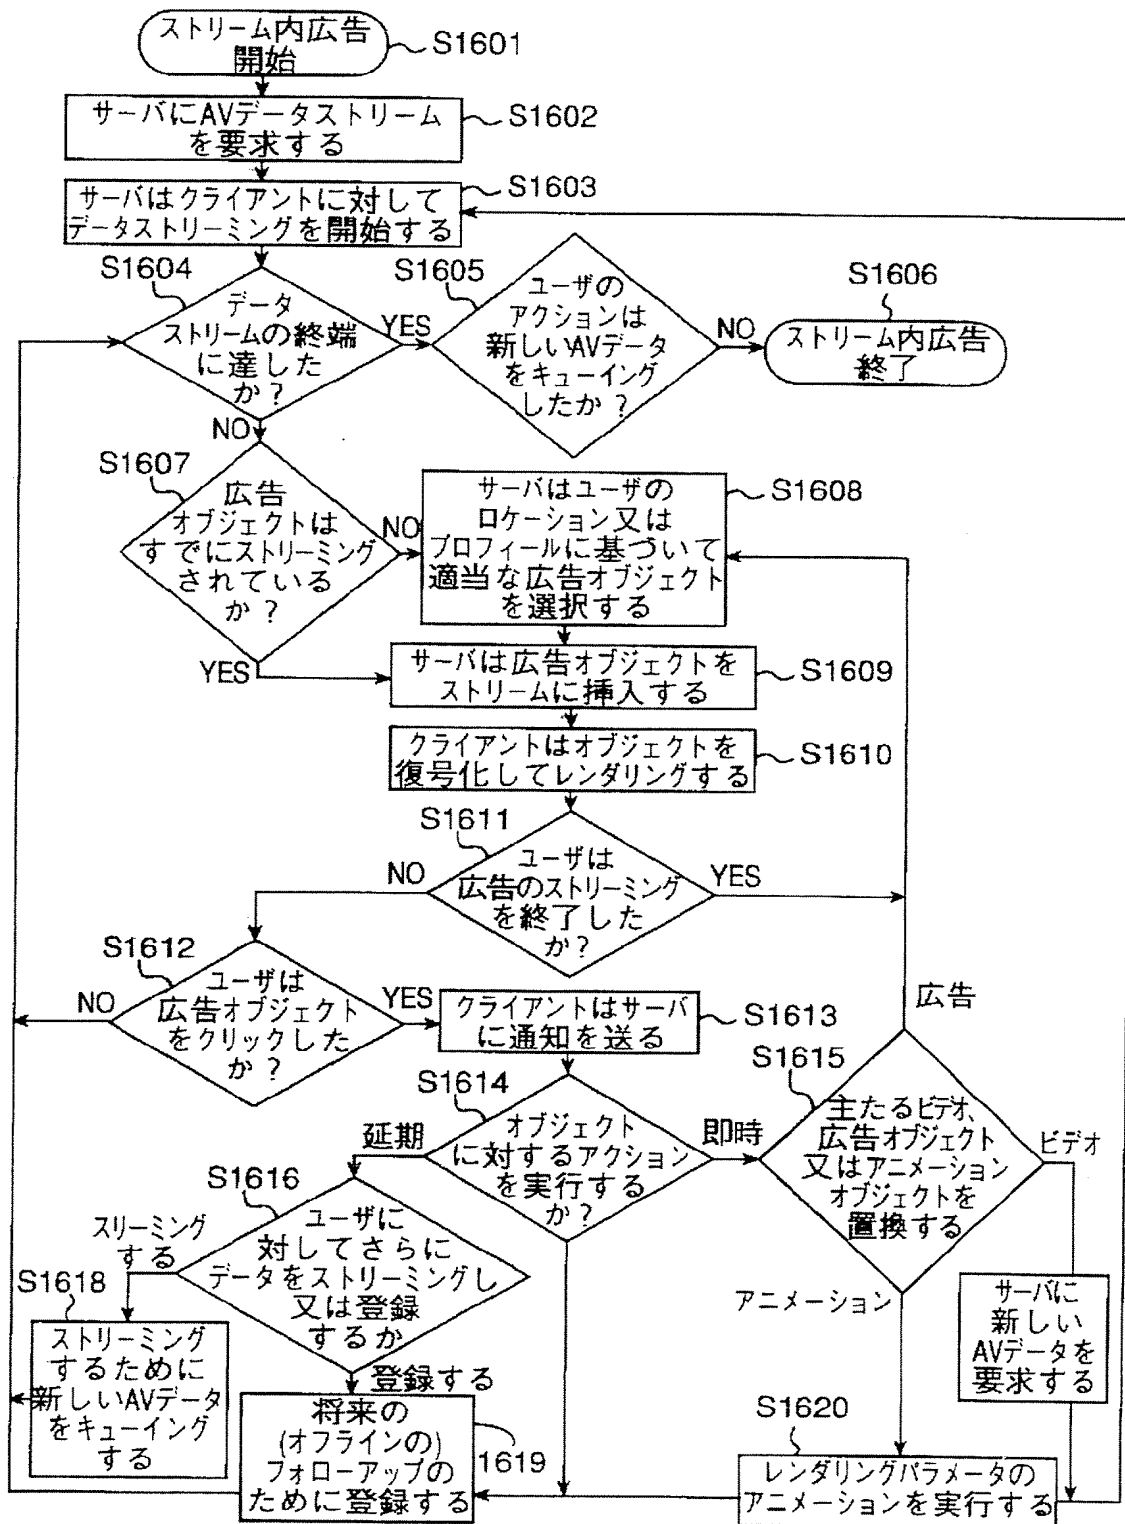 ストリーム内広告
開始
S1601
サーバにAVデータストリーム
を要求する
S1602
サーバはクライアントに対して
データストリーミングを開始する
S1603
S1604
データ
ストリームの終端
に達した
か?
YES
NO
S1605
ユーザの
アクションは
新しいAVデータ
をキューイング
したか?
NO
S1606
ストリーム内広告
終了
S1607
広告
オブジェクトは
すでにストリーミング
されている
か?
NO
YES
サーバはユーザの
ロケーション又は
プロフィールに基づいて
適当な広告オブジェクト
を選択する
S1608
サーバは広告オブジェクトを
ストリームに挿入する
S1609
クライアントはオブジェクトを
復号化してレンダリングする
S1610
S1611
ユーザは
広告のストリーミング
を終了した
か?
NO
YES
S1612
ユーザは
広告オブジェクト
をクリックした
か?
NO
YES
クライアントはサーバ
に通知を送る
S1613
S1614
オブジェクト
に対するアクション
を実行する
か?
延期
即時
S1615
主たるビデオ、
広告オブジェクト
又はアニメーション
オブジェクトを
置換する
広告
ビデオ
アニメーション
S1616
ユーザに
対してさらに
データをストリーミングし
又は登録
するか
スリーミング
する
登録する
S1618
ストリーミング
するために
新しいAVデータ
をキューイング
する
将来の
(オフラインの)
フォローアップの
ために登録する
1619
サーバに
新しい
AVデータを
要求する
S1620
レンダリングパラメータの
アニメーションを実行する